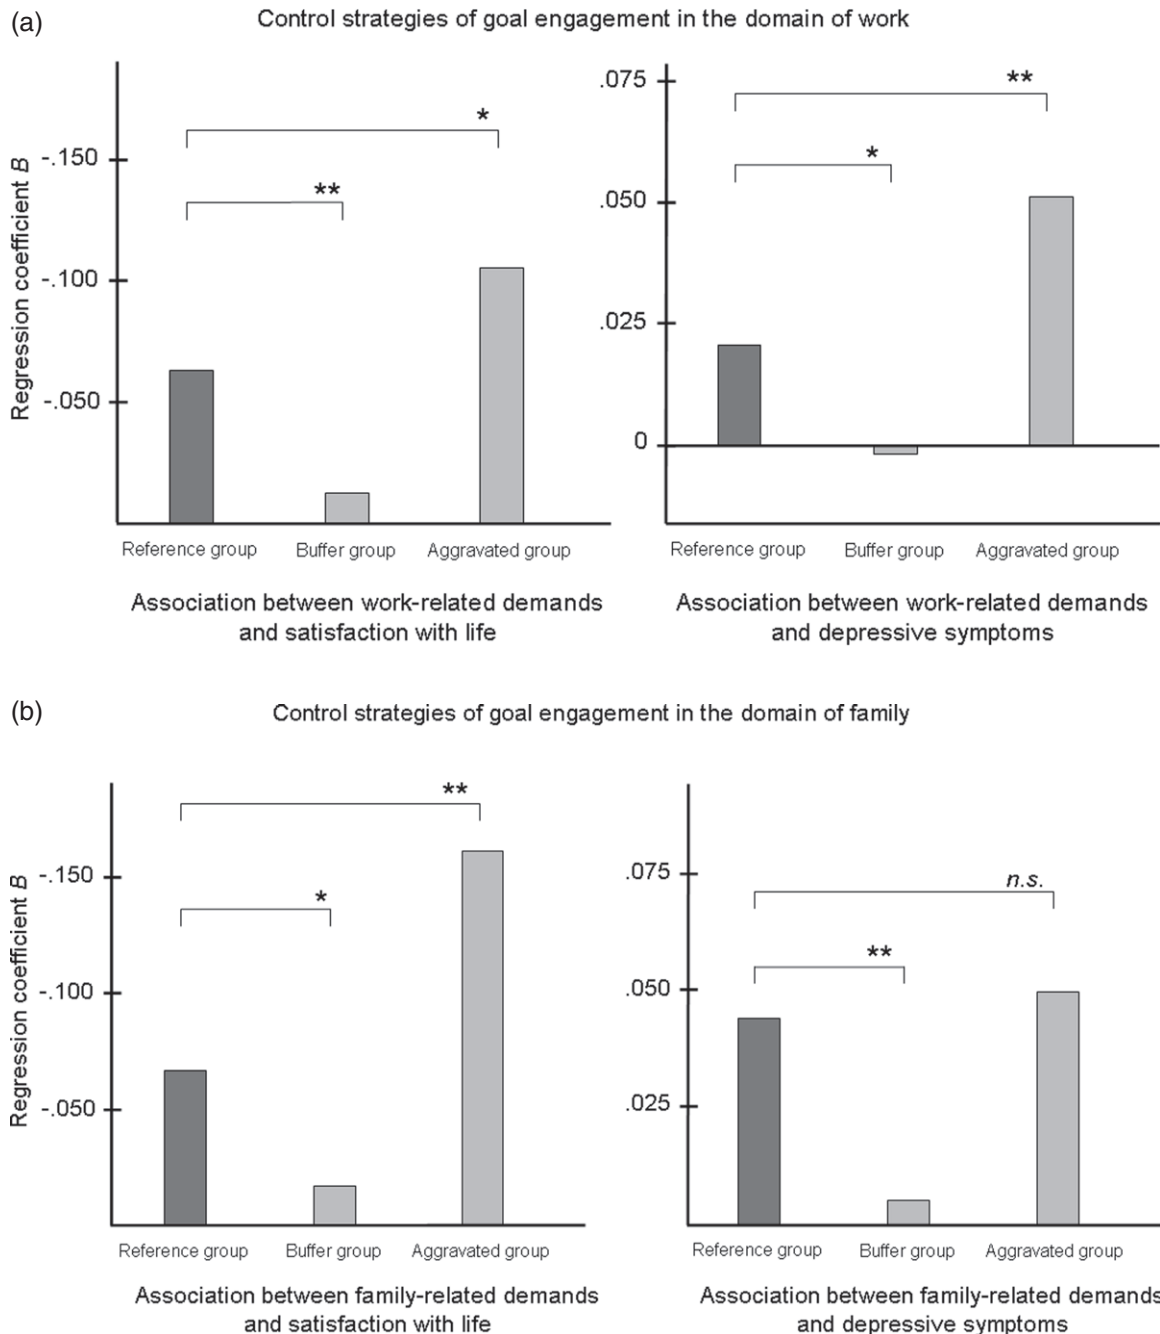 (a)
Control strategies of goal engagement in the domain of work
Regression coefficient B
-.150
-.100
-.050
*
**
Reference group
Buffer group
Aggravated group
Association between work-related demands
and satisfaction with life
.075
.050
.025
0
**
*
Reference group
Buffer group
Aggravated group
Association between work-related demands
and depressive symptoms
(b)
Control strategies of goal engagement in the domain of family
Regression coefficient B
-.150
-.100
-.050
**
*
Reference group
Buffer group
Aggravated group
Association between family-related demands
and satisfaction with life
.075
.050
.025
n.s.
**
Reference group
Buffer group
Aggravated group
Association between family-related demands
and depressive symptoms